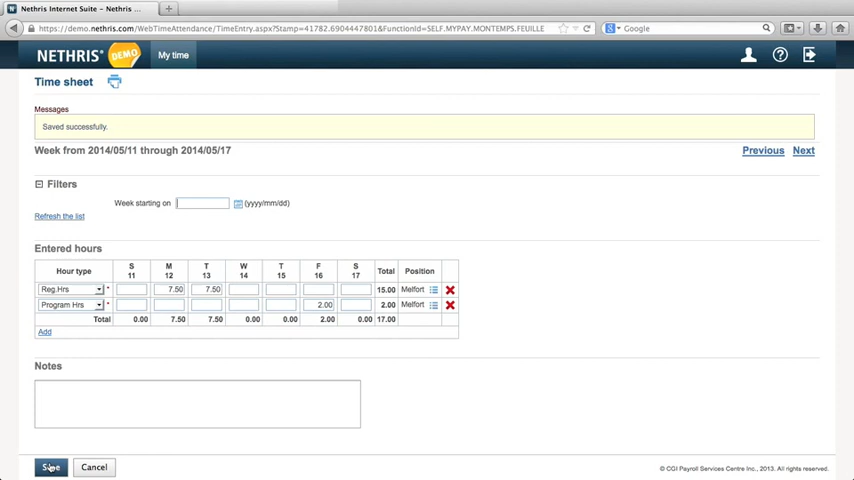 Nethris Internet Suite - Nethris ...
https://demo.nethris.com/WebTimeAttendance/TimeEntry.aspx?Stamp=41782.6904447801&FunctionId=SELF.MYPAY.MONTEMPS.FEUILLE
Google
NETHRIS DEMO My time
Time sheet
Messages
Saved successfully.
Week from 2014/05/11 through 2014/05/17 Previous Next
Filters
Week starting on (yyyy/mm/dd)
Refresh the list
Entered hours
Hour type S 11 M 12 T 13 W 14 T 15 F 16 S 17 Total Position
Reg.Hrs * 7.50 7.50 15.00 Melfort
Program Hrs * 2.00 2.00 Melfort
Total 0.00 7.50 7.50 0.00 0.00 2.00 0.00 17.00
Add
Notes
Save Cancel
© CGI Payroll Services Centre Inc., 2013. All rights reserved.